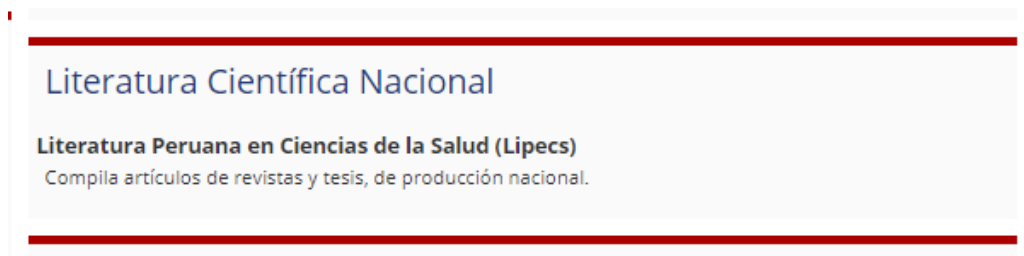 Literatura Científica Nacional
Literatura Peruana en Ciencias de la Salud (Lipecs)
Compila artículos de revistas y tesis, de producción nacional.